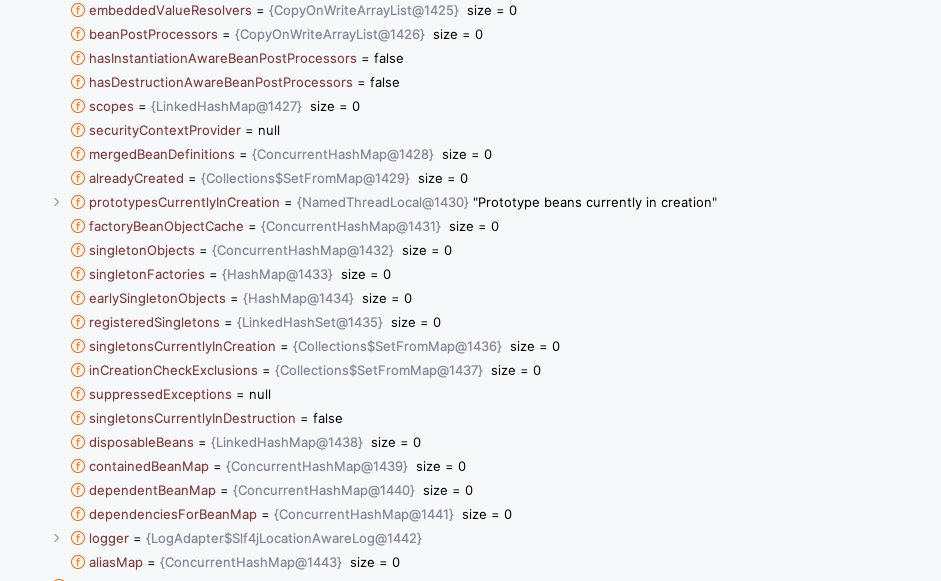 embeddedValueResolvers = {CopyOnWriteArrayList@1425} size = 0
beanPostProcessors = {CopyOnWriteArrayList@1426} size = 0
hasInstantiationAwareBeanPostProcessors = false
hasDestructionAwareBeanPostProcessors = false
scopes = {LinkedHashMap@1427} size = 0
securityContextProvider = null
mergedBeanDefinitions = {ConcurrentHashMap@1428} size = 0
alreadyCreated = {Collections$SetFromMap@1429} size = 0
prototypesCurrentlyInCreation = {NamedThreadLocal@1430} "Prototype beans currently in creation"
factoryBeanObjectCache = {ConcurrentHashMap@1431} size = 0
singletonObjects = {ConcurrentHashMap@1432} size = 0
singletonFactories = {HashMap@1433} size = 0
earlySingletonObjects = {HashMap@1434} size = 0
registeredSingletons = {LinkedHashSet@1435} size = 0
singletonsCurrentlyInCreation = {Collections$SetFromMap@1436} size = 0
inCreationCheckExclusions = {Collections$SetFromMap@1437} size = 0
suppressedExceptions = null
singletonsCurrentlyInDestruction = false
disposableBeans = {LinkedHashMap@1438} size = 0
containedBeanMap = {ConcurrentHashMap@1439} size = 0
dependentBeanMap = {ConcurrentHashMap@1440} size = 0
dependenciesForBeanMap = {ConcurrentHashMap@1441} size = 0
logger = {LogAdapter$Slf4jLocationAwareLog@1442}
aliasMap = {ConcurrentHashMap@1443} size = 0